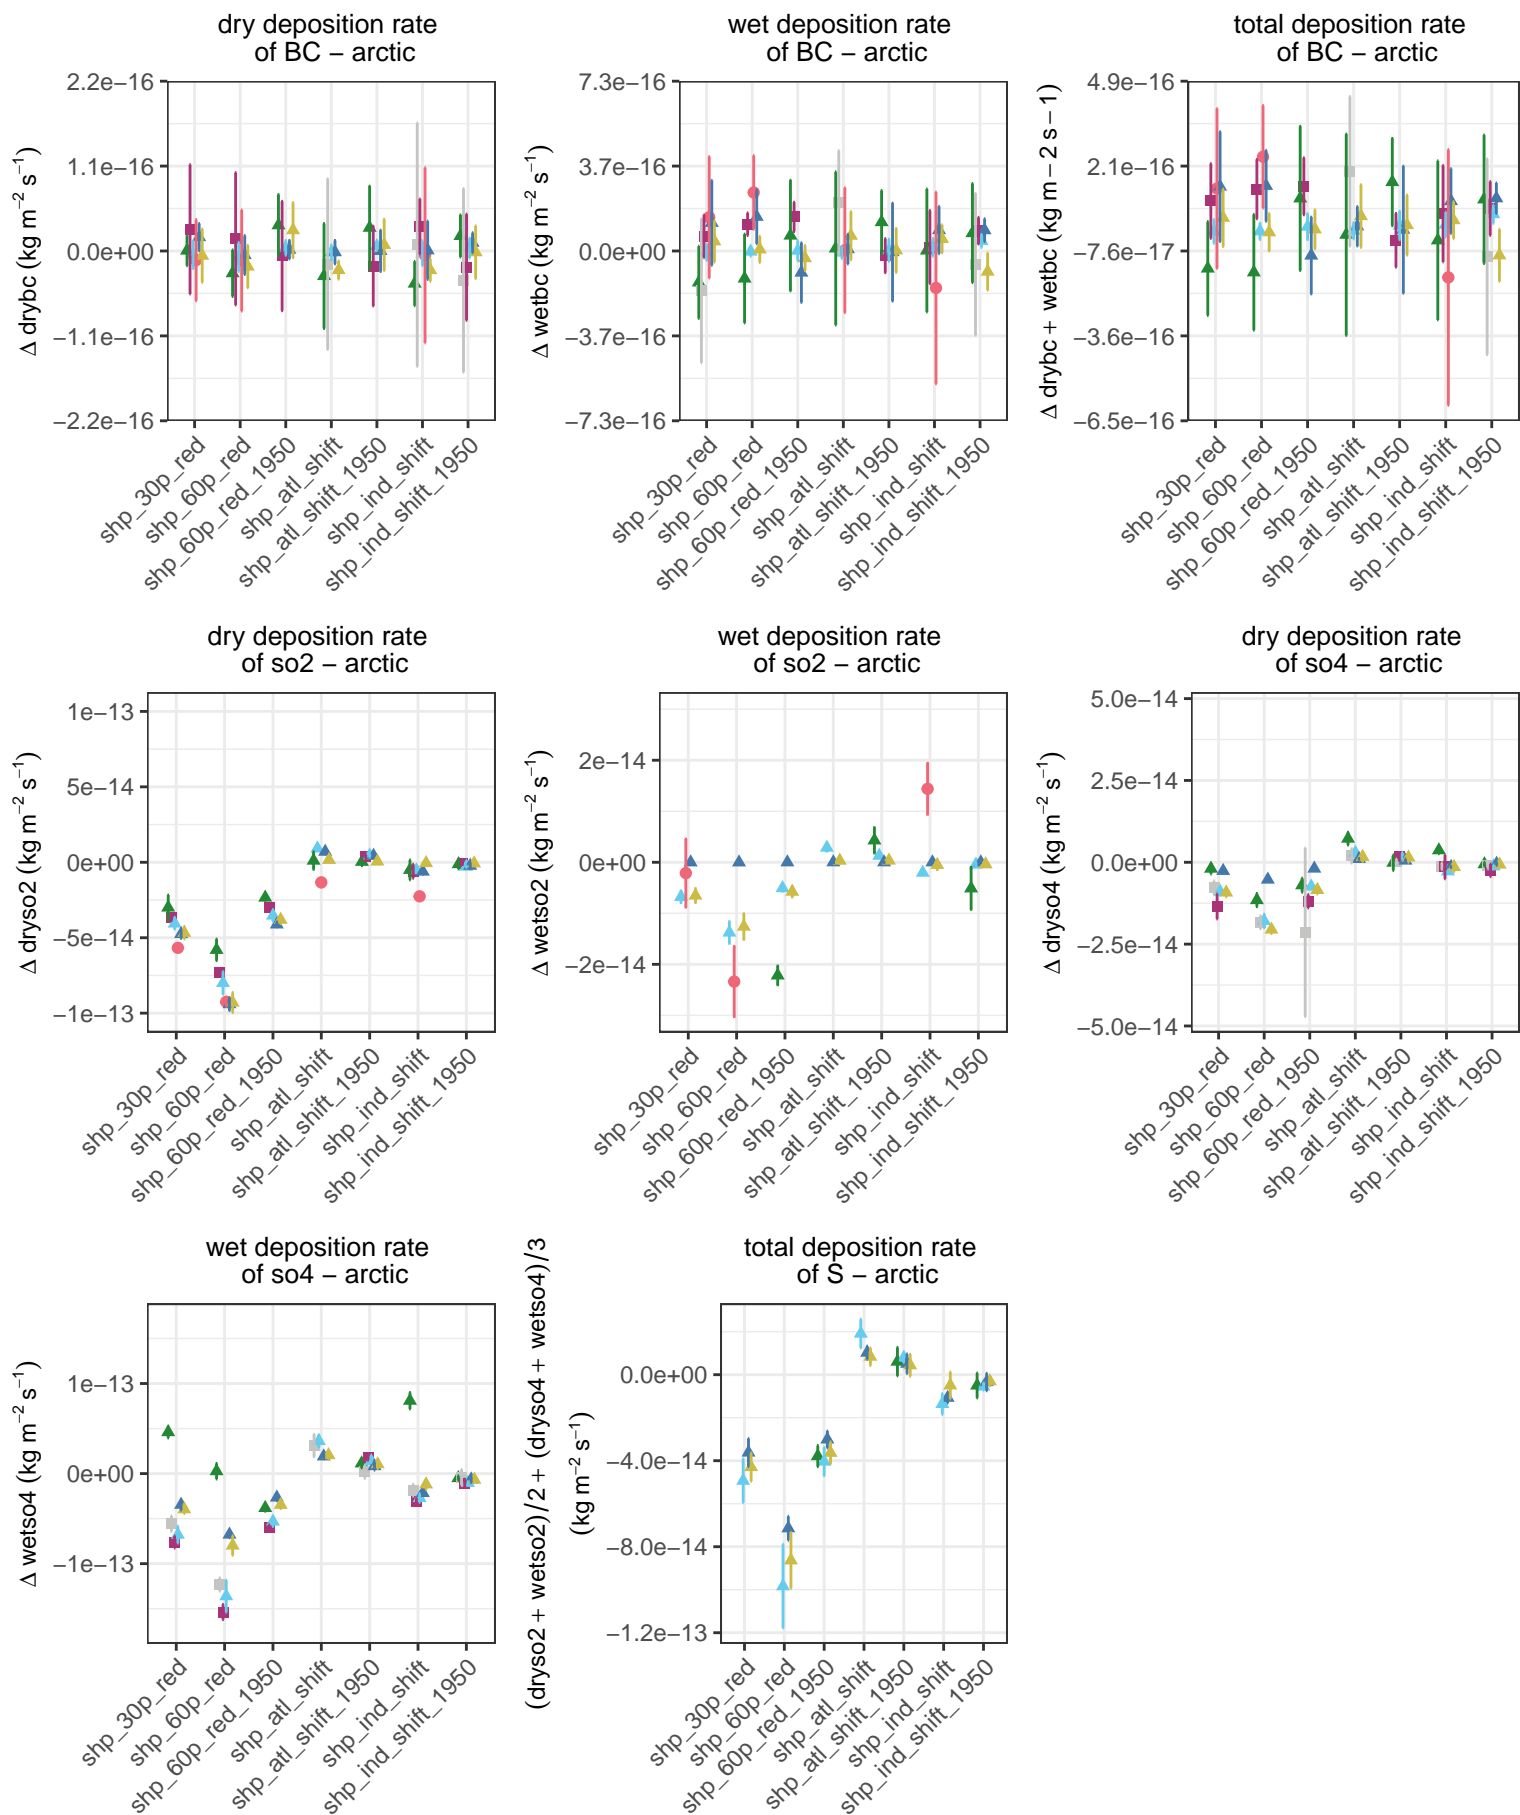 dry deposition rate
of BC − arctic
Δ drybc (kg m−2 s−1)
2.2e−16
1.1e−16
0.0e+00
−1.1e−16
−2.2e−16
shp_30p_red
shp_60p_red
shp_60p_red_1950
shp_atl_shift
shp_atl_shift_1950
shp_ind_shift
shp_ind_shift_1950
wet deposition rate
of BC − arctic
Δ wetbc (kg m−2 s−1)
7.3e−16
3.7e−16
0.0e+00
−3.7e−16
−7.3e−16
shp_30p_red
shp_60p_red
shp_60p_red_1950
shp_atl_shift
shp_atl_shift_1950
shp_ind_shift
shp_ind_shift_1950
total deposition rate
of BC − arctic
Δ drybc + wetbc (kg m − 2 s − 1)
4.9e−16
2.1e−16
−7.6e−17
−3.6e−16
−6.5e−16
shp_30p_red
shp_60p_red
shp_60p_red_1950
shp_atl_shift
shp_atl_shift_1950
shp_ind_shift
shp_ind_shift_1950
dry deposition rate
of so2 − arctic
Δ dryso2 (kg m−2 s−1)
1e−13
5e−14
0e+00
−5e−14
−1e−13
shp_30p_red
shp_60p_red
shp_60p_red_1950
shp_atl_shift
shp_atl_shift_1950
shp_ind_shift
shp_ind_shift_1950
wet deposition rate
of so2 − arctic
Δ wetso2 (kg m−2 s−1)
2e−14
0e+00
−2e−14
shp_30p_red
shp_60p_red
shp_60p_red_1950
shp_atl_shift
shp_atl_shift_1950
shp_ind_shift
shp_ind_shift_1950
dry deposition rate
of so4 − arctic
Δ dryso4 (kg m−2 s−1)
5.0e−14
2.5e−14
0.0e+00
−2.5e−14
−5.0e−14
shp_30p_red
shp_60p_red
shp_60p_red_1950
shp_atl_shift
shp_atl_shift_1950
shp_ind_shift
shp_ind_shift_1950
wet deposition rate
of so4 − arctic
Δ wetso4 (kg m−2 s−1)
1e−13
0e+00
−1e−13
shp_30p_red
shp_60p_red
shp_60p_red_1950
shp_atl_shift
shp_atl_shift_1950
shp_ind_shift
shp_ind_shift_1950
total deposition rate
of S − arctic
(dryso2 + wetso2)/2 + (dryso4 + wetso4)/3
(kg m−2 s−1)
0.0e+00
−4.0e−14
−8.0e−14
−1.2e−13
shp_30p_red
shp_60p_red
shp_60p_red_1950
shp_atl_shift
shp_atl_shift_1950
shp_ind_shift
shp_ind_shift_1950